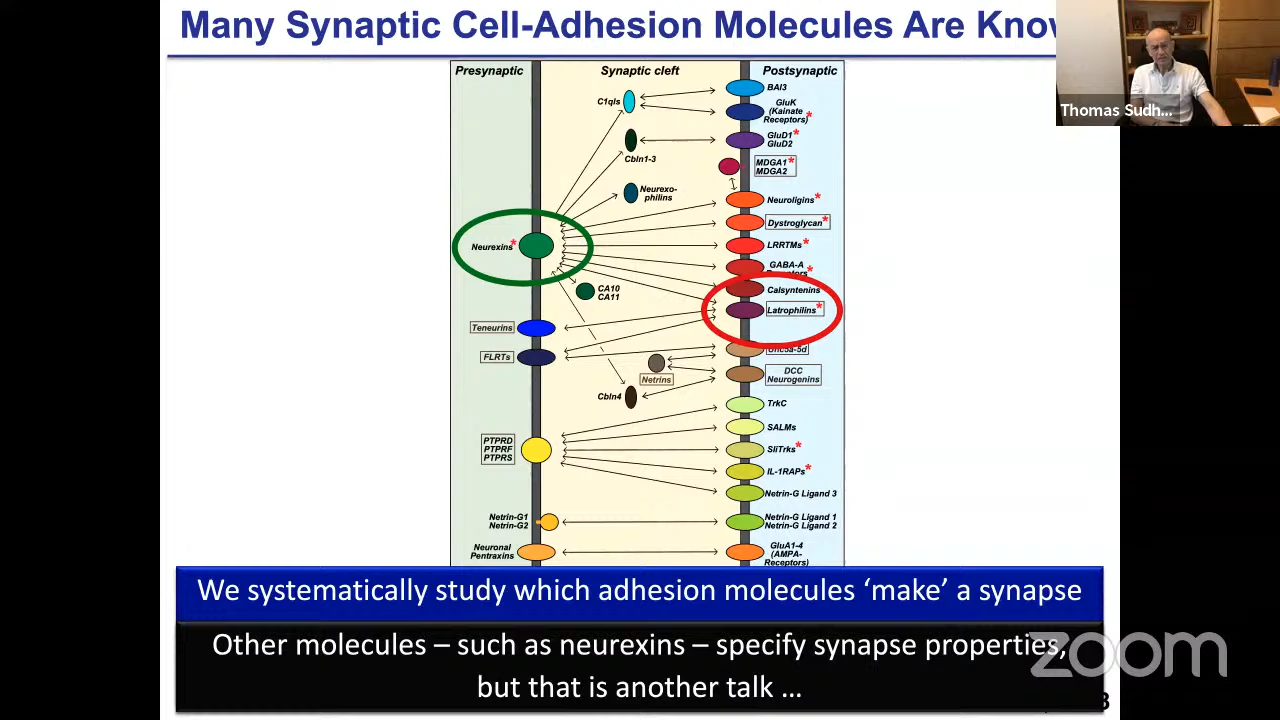 Many Synaptic Cell-Adhesion Molecules Are Know
Thomas Sudh...
Presynaptic
Synaptic cleft
Postsynaptic
BAI3
C1qls
GluK
(Kainate
Receptors)*
GluD1*
GluD2
Cbln1-3
MDGA1*
MDGA2
Neurexo-
philins
Neuroligins*
Dystroglycan*
Neurexins*
LRRTMs*
GABA-A
Receptors*
CA10
CA11
Calsyntenins
Latrophilins*
Teneurins
FLRTs
Unc5a-5d
Netrins
DCC
Neurogenins
Cbln4
TrkC
SALMs
PTPRD
PTPRF
PTPRS
SliTrks*
IL-1RAPs*
Netrin-G Ligand 3
Netrin-G1
Netrin-G2
Netrin-G Ligand 1
Netrin-G Ligand 2
Neuronal
Pentraxins
GluA1-4
(AMPA-
Receptors)
We systematically study which adhesion molecules ‘make’ a synapse
Other molecules – such as neurexins – specify synapse properties,
but that is another talk …
zoom